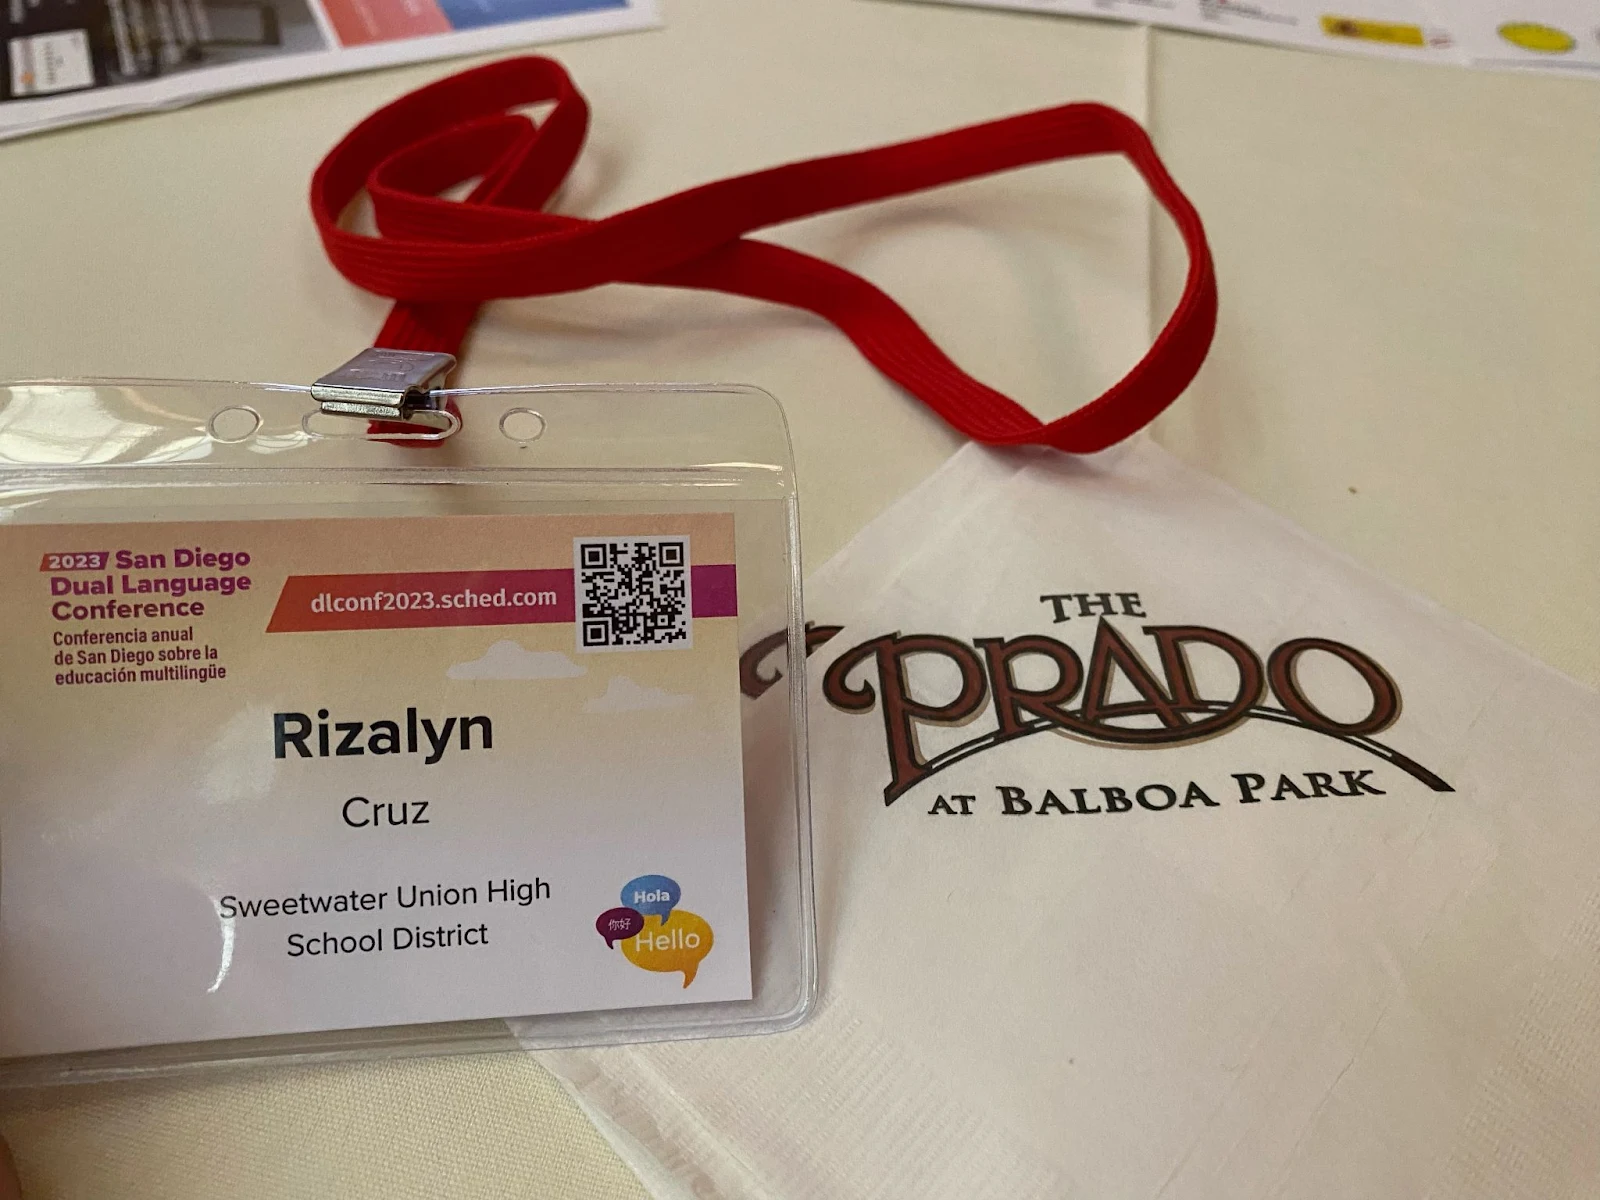 2023 San Diego
Dual Language
Conference
Conferencia anual
de San Diego sobre la
educación multilingüe
dlconf2023.sched.com
Rizalyn
Cruz
Sweetwater Union High
School District
Hola
你好
Hello
THE
PRADO
AT BALBOA PARK